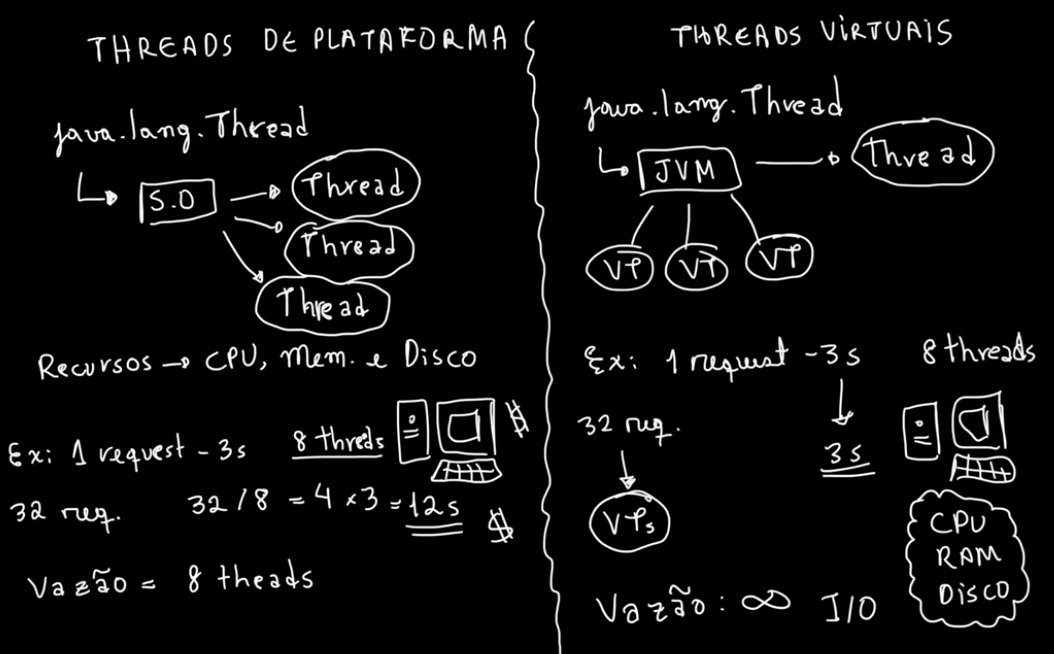 THREADS DE PLATAFORMA
java.lang.Thread
S.O
Thread
Thread
Thread
Recursos → CPU, Mem. e Disco
Ex: 1 request - 3s 8 threds $
32 req. 32 / 8 = 4 x 3 = 12s $
Vazão = 8 theads
THREADS VIRTUAIS
java.lang.Thread
JVM → Thread
VT VT VT
Ex: 1 request - 3s 8 threads
32 req.
3s
VTs
CPU
RAM
DISCO
Vazão : ∞ I/O